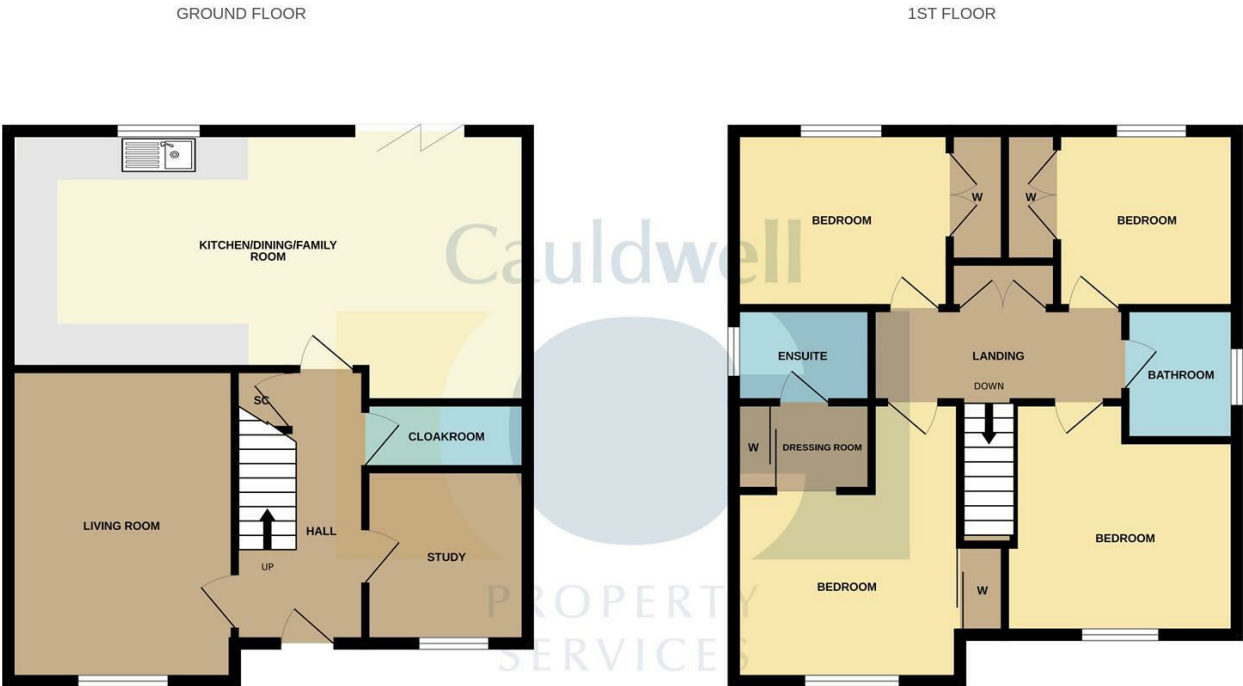 GROUND FLOOR
1ST FLOOR
KITCHEN/DINING/FAMILY
ROOM
SC
CLOAKROOM
LIVING ROOM
HALL
STUDY
UP
BEDROOM
W
W
BEDROOM
ENSUITE
LANDING
DOWN
BATHROOM
W
DRESSING ROOM
BEDROOM
BEDROOM
W
Cauldwell
PROPERTY
SERVICES